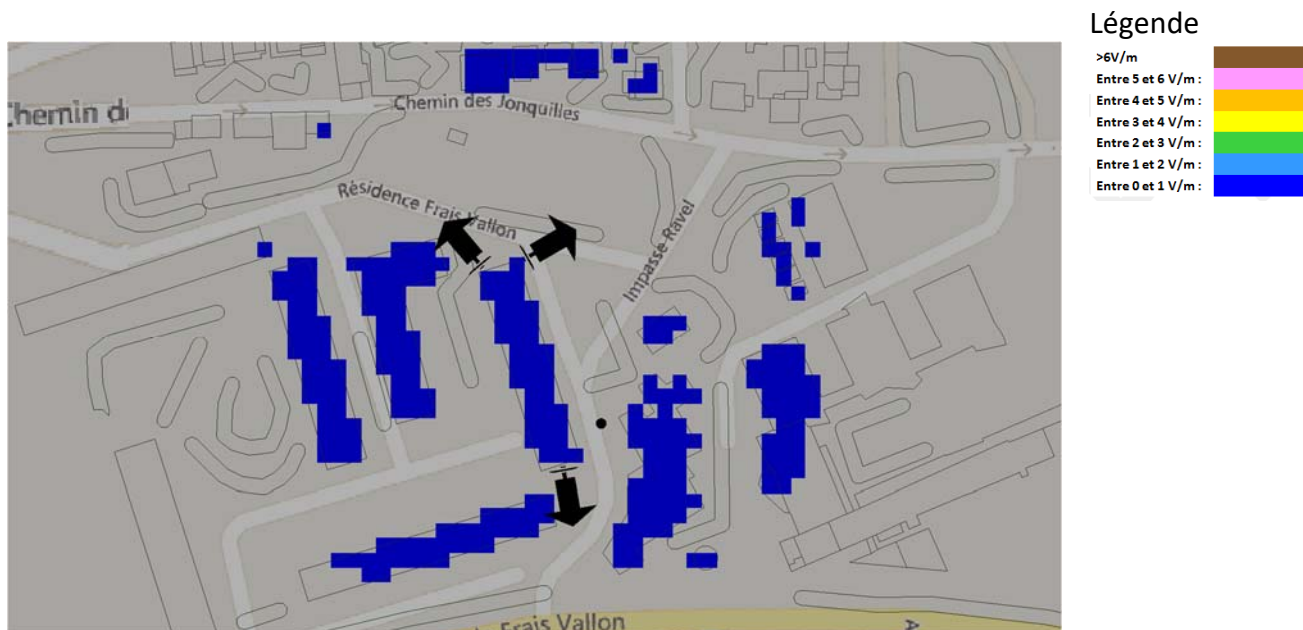 Légende
>6V/m
Entre 5 et 6 V/m :
Entre 4 et 5 V/m :
Entre 3 et 4 V/m :
Entre 2 et 3 V/m :
Entre 1 et 2 V/m :
Entre 0 et 1 V/m :
Chemin d
Chemin des Jonquilles
Résidence Frais Vallon
Impasse Ravel
Frais Vallon
A